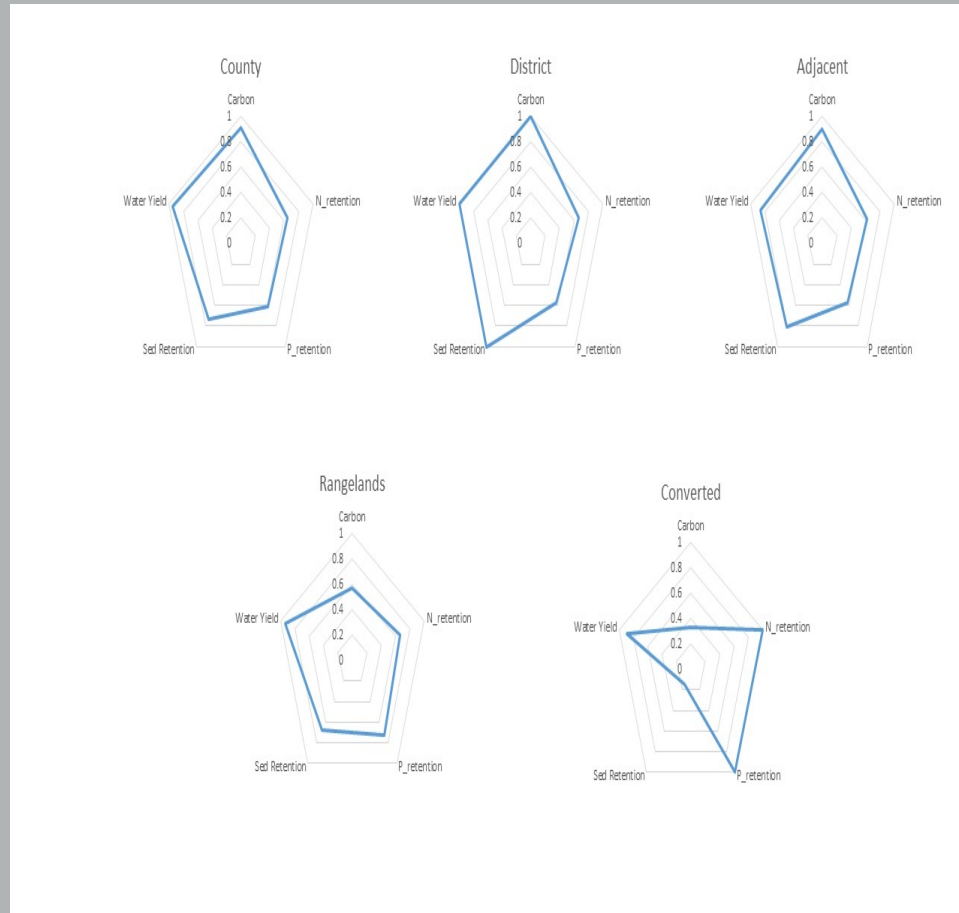 County
Carbon
1
0.8
0.6
0.4
0.2
0
Water Yield
N_retention
Sed Retention
P_retention
District
Carbon
1
0.8
0.6
0.4
0.2
0
Water Yield
N_retention
Sed Retention
P_retention
Adjacent
Carbon
1
0.8
0.6
0.4
0.2
0
Water Yield
N_retention
Sed Retention
P_retention
Rangelands
Carbon
1
0.8
0.6
0.4
0.2
0
Water Yield
N_retention
Sed Retention
P_retention
Converted
Carbon
1
0.8
0.6
0.4
0.2
0
Water Yield
N_retention
Sed Retention
P_retention